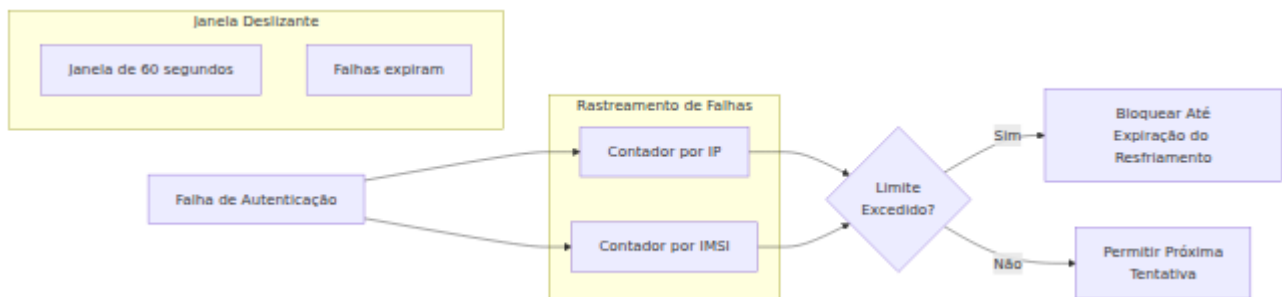 Janela Deslizante
Janela de 60 segundos
Falhas expiram
Rastreamento de Falhas
Contador por IP
Contador por IMSI
Falha de Autenticação
Limite
Excedido?
Sim
Não
Bloquear Até
Expiração do
Resfriamento
Permitir Próxima
Tentativa